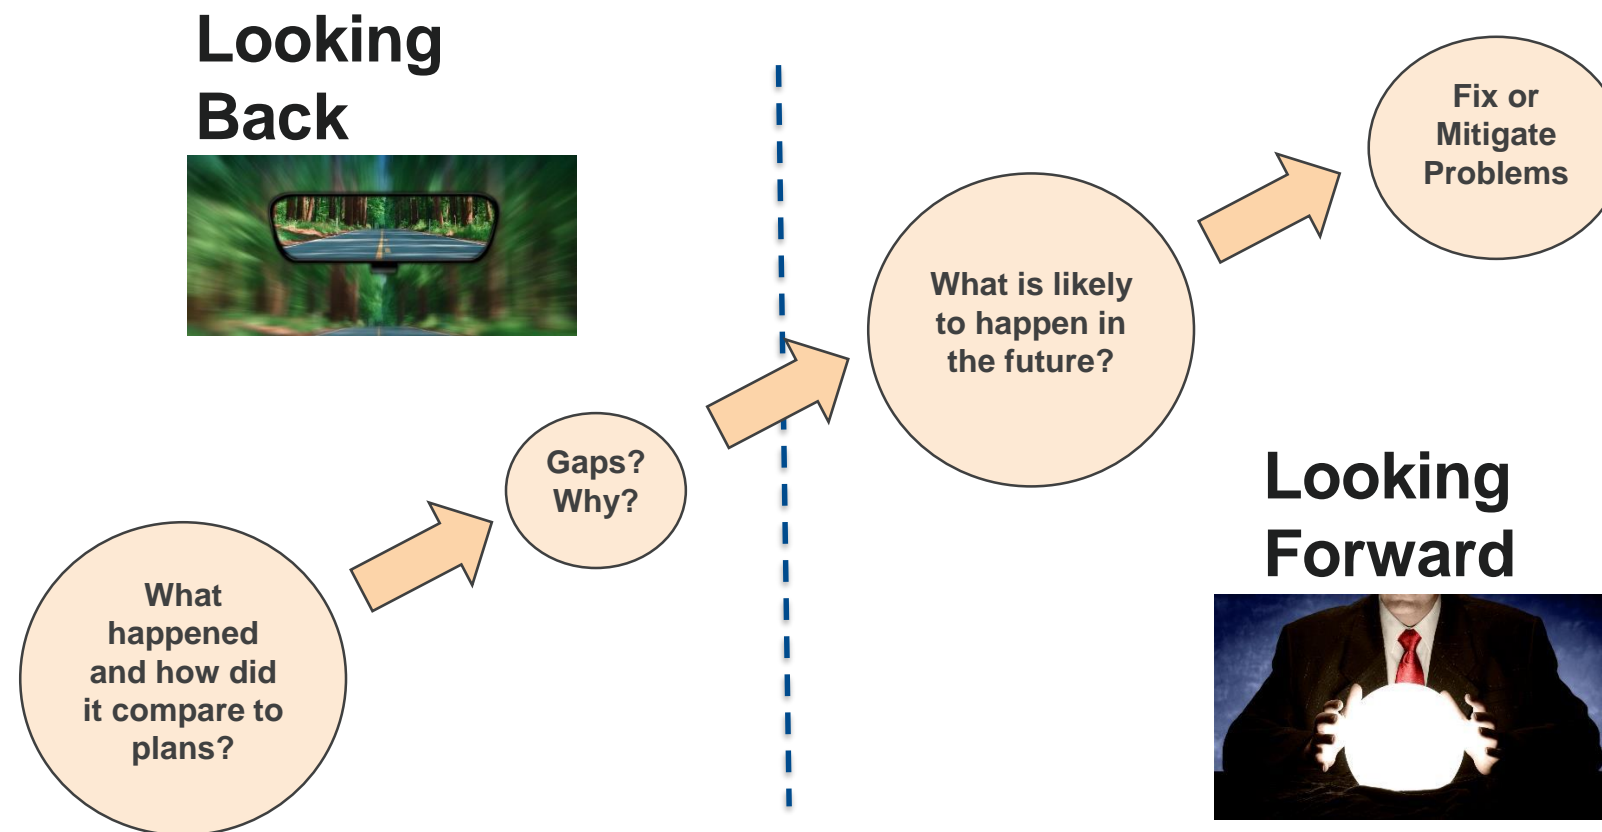 Looking
Back
What
happened
and how did
it compare to
plans?
Gaps?
Why?
What is likely
to happen in
the future?
Fix or
Mitigate
Problems
Looking
Forward